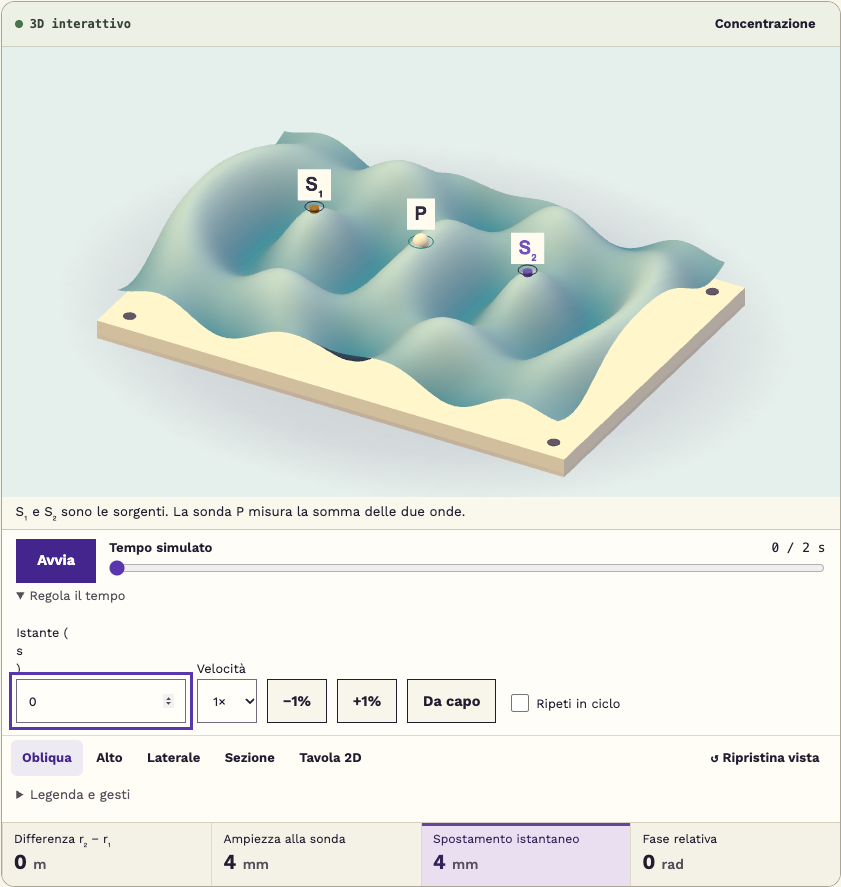 3D interattivo
Concentrazione
S₁
P
S₂
S₁ e S₂ sono le sorgenti. La sonda P misura la somma delle due onde.
Avvia
Tempo simulato
0 / 2 s
▼ Regola il tempo
Istante (
s
)
Velocità
0
1×
−1%
+1%
Da capo
Ripeti in ciclo
Obliqua
Alto
Laterale
Sezione
Tavola 2D
↺ Ripristina vista
▶ Legenda e gesti
Differenza r₂ − r₁
0 m
Ampiezza alla sonda
4 mm
Spostamento istantaneo
4 mm
Fase relativa
0 rad